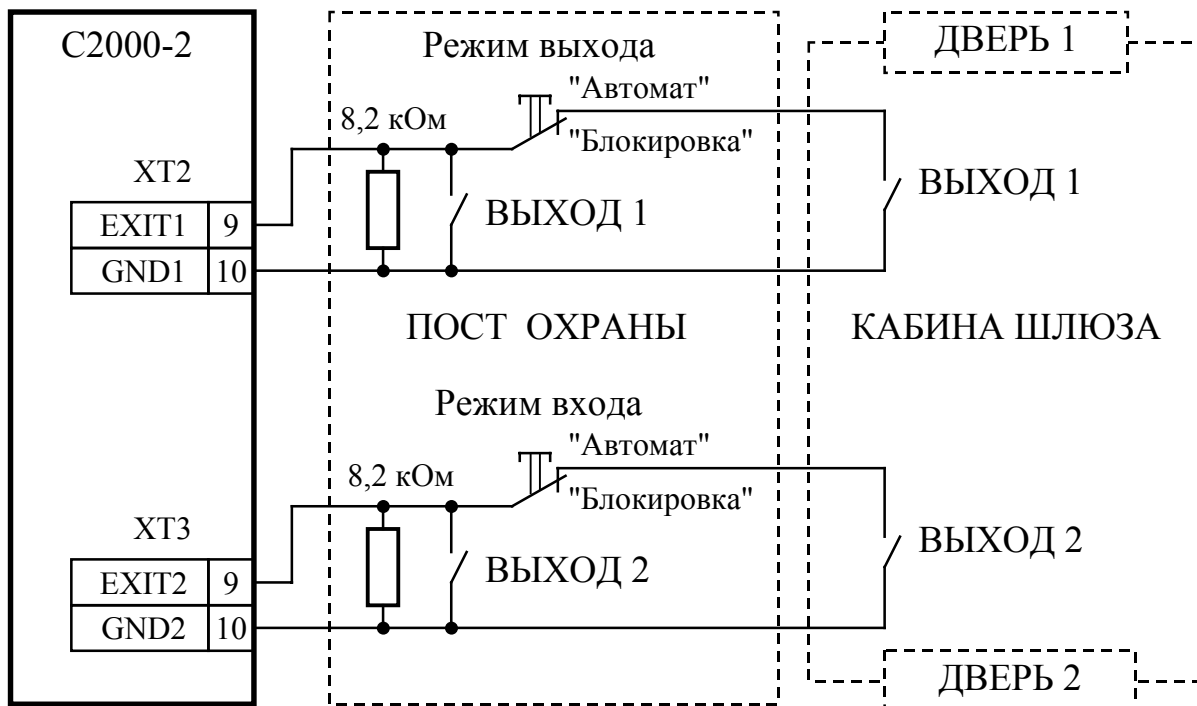 С2000-2
Режим выхода
ДВЕРЬ 1
"Автомат"
8,2 кОм
"Блокировка"
XT2
ВЫХОД 1
ВЫХОД 1
EXIT1 9
GND1 10
ПОСТ ОХРАНЫ
КАБИНА ШЛЮЗА
Режим входа
"Автомат"
8,2 кОм
"Блокировка"
XT3
ВЫХОД 2
ВЫХОД 2
EXIT2 9
GND2 10
ДВЕРЬ 2